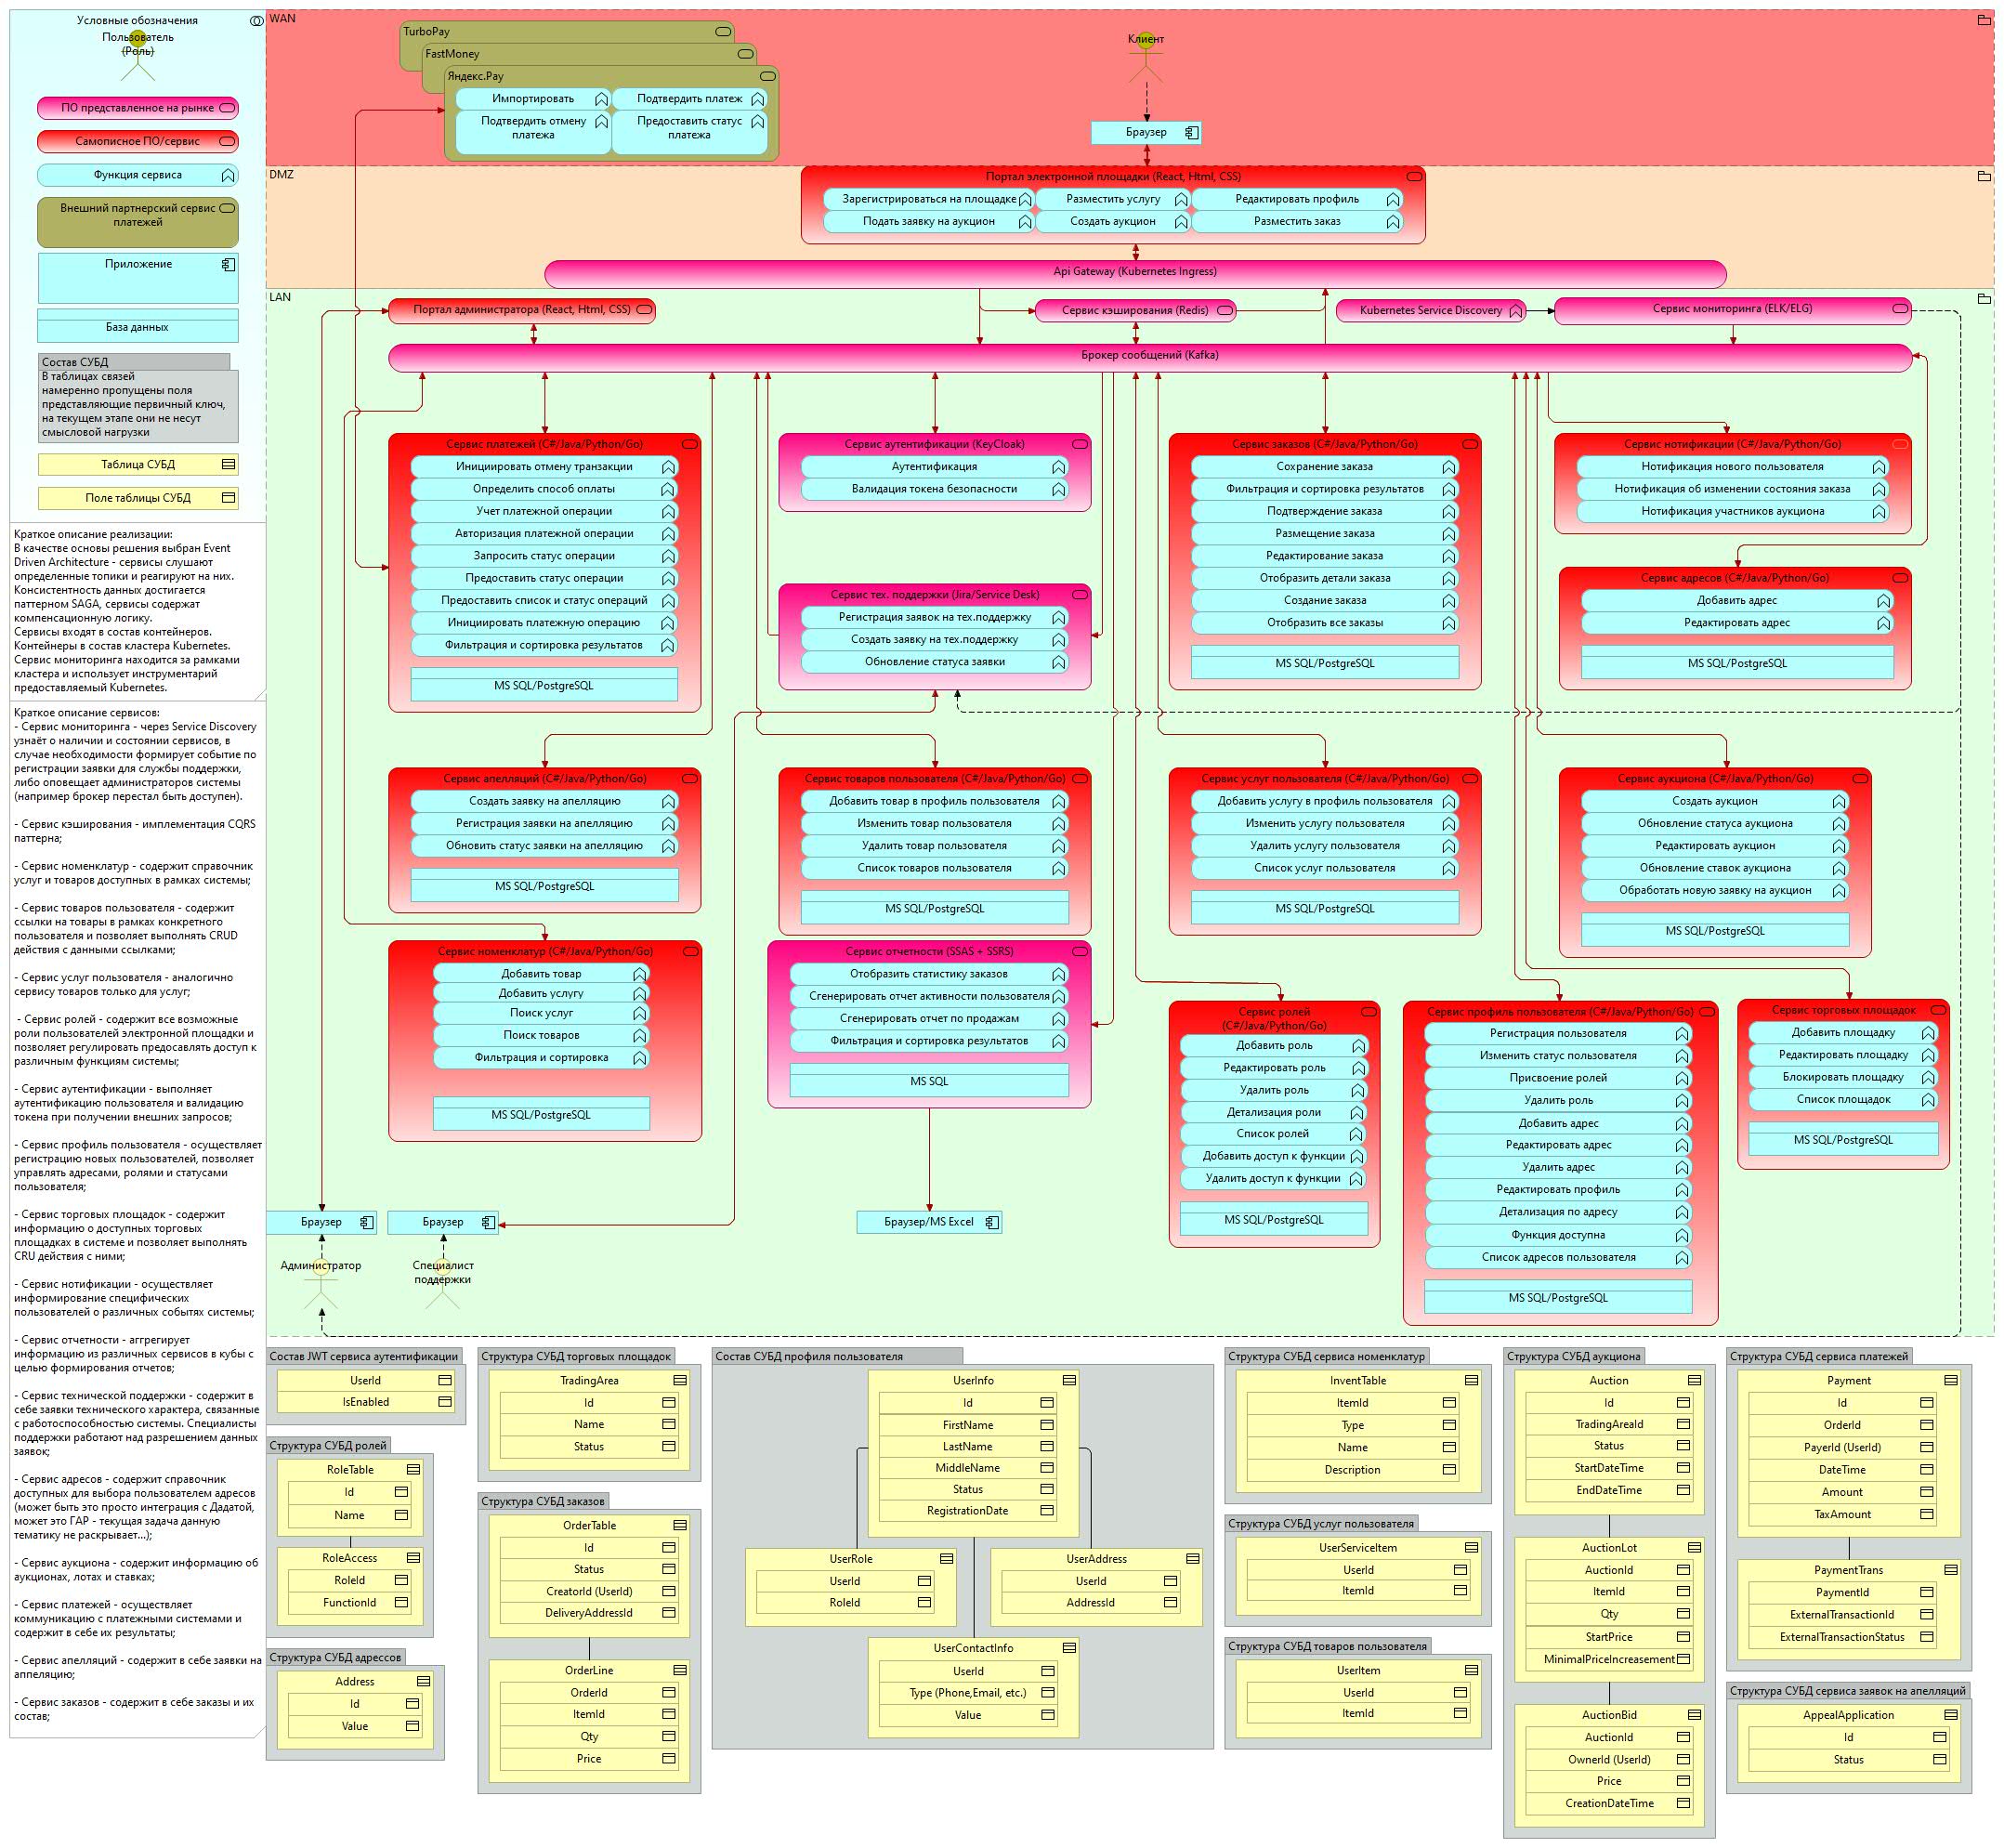 Условные обозначения
Пользователь
(Роль)
ПО представленное на рынке
Самописное ПО/сервис
Функция сервиса
Внешний партнерский сервис
платежей
Приложение
База данных
Состав СУБД
В таблицах связей
намеренно пропущены поля
представляющие первичный ключ,
на текущем этапе они не несут
смысловой нагрузки
Таблица СУБД
Поле таблицы СУБД
Краткое описание реализации:
В качестве основы решения выбран Event
Driven Architecture - сервисы слушают
определенные топики и реагируют на них.
Консистентность данных достигается
паттерном SAGA, сервисы содержат
компенсационную логику.
Сервисы входят в состав контейнеров.
Контейнеры в состав кластера Kubernetes.
Сервис мониторинга находится за рамками
кластера и использует инструментарий
предоставляемый Kubernetes.
Краткое описание сервисов:
- Сервис мониторинга - через Service Discovery
узнаёт о наличии и состоянии сервисов, в
случае необходимости формирует событие по
регистрации заявки для службы поддержки,
либо оповещает администраторов системы
(например брокер перестал быть доступен).
- Сервис кэширования - имплементация CQRS
паттерна;
- Сервис номенклатур - содержит справочник
услуг и товаров доступных в рамках системы;
- Сервис товаров пользователя - содержит
ссылки на товары в рамках конкретного
пользователя и позволяет выполнять CRUD
действия с данными ссылками;
- Сервис услуг пользователя - аналогично
сервису товаров только для услуг;
- Сервис ролей - содержит все возможные
роли пользователей электронной площадки и
позволяет регулировать предосавлять доступ к
различным функциям системы;
- Сервис аутентификации - выполняет
аутентификацию пользователя и валидацию
токена при получении внешних запросов;
- Сервис профиль пользователя - осуществляет
регистрацию новых пользователей, позволяет
управлять адресами, ролями и статусами
пользователя;
- Сервис торговых площадок - содержит
информацию о доступных торговых
площадках в системе и позволяет выполнять
CRU действия с ними;
- Сервис нотификации - осуществляет
информирование специфических
пользователей о различных событях системы;
- Сервис отчетности - аггрегирует
информацию из различных сервисов в кубы с
целью формирования отчетов;
- Сервис технической поддержки - содержит в
себе заявки технического характера, связанные
с работоспособностью системы. Специалисты
поддержки работают над разрешением данных
заявок;
- Сервис адресов - содержит справочник
доступных для выбора пользователем адресов
(может быть это просто интеграция с Дадатой,
может это ГАР - текущая задача данную
тематику не раскрывает...);
- Сервис аукциона - содержит информацию об
аукционах, лотах и ставках;
- Сервис платежей - осуществляет
коммуникацию с платежными системами и
содержит в себе их результаты;
- Сервис апелляций - содержит в себе заявки на
аппеляцию;
- Сервис заказов - содержит в себе заказы и их
состав;
WAN
TurboPay
FastMoney
Яндекс.Pay
Импортировать
Подтвердить платеж
Подтвердить отмену
платежа
Предоставить статус
платежа
Клиент
Браузер
DMZ
Портал электронной площадки (React, Html, CSS)
Зарегистрироваться на площадке
Разместить услугу
Редактировать профиль
Подать заявку на аукцион
Создать аукцион
Разместить заказ
Api Gateway (Kubernetes Ingress)
LAN
Портал администратора (React, Html, CSS)
Сервис кэширования (Redis)
Kubernetes Service Discovery
Сервис мониторинга (ELK/ELG)
Брокер сообщений (Kafka)
Сервис платежей (C#/Java/Python/Go)
Инициировать отмену транзакции
Определить способ оплаты
Учет платежной операции
Авторизация платежной операции
Запросить статус операции
Предоставить статус операции
Предоставить список и статус операций
Инициировать платежную операцию
Фильтрация и сортировка результатов
MS SQL/PostgreSQL
Сервис аутентификации (KeyCloak)
Аутентификация
Валидация токена безопасности
Сервис тех. поддержки (Jira/Service Desk)
Регистрация заявок на тех.поддержку
Создать заявку на тех.поддержку
Обновление статуса заявки
Сервис заказов (C#/Java/Python/Go)
Сохранение заказа
Фильтрация и сортировка результатов
Подтверждение заказа
Размещение заказа
Редактирование заказа
Отобразить детали заказа
Создание заказа
Отобразить все заказы
MS SQL/PostgreSQL
Сервис нотификации (C#/Java/Python/Go)
Нотификация нового пользователя
Нотификация об изменении состояния заказа
Нотификация участников аукциона
Сервис адресов (C#/Java/Python/Go)
Добавить адрес
Редактировать адрес
MS SQL/PostgreSQL
Сервис апелляций (C#/Java/Python/Go)
Создать заявку на апелляцию
Регистрация заявки на апелляцию
Обновить статус заявки на апелляцию
MS SQL/PostgreSQL
Сервис товаров пользователя (C#/Java/Python/Go)
Добавить товар в профиль пользователя
Изменить товар пользователя
Удалить товар пользователя
Список товаров пользователя
MS SQL/PostgreSQL
Сервис услуг пользователя (C#/Java/Python/Go)
Добавить услугу в профиль пользователя
Изменить услугу пользователя
Удалить услугу пользователя
Список услуг пользователя
MS SQL/PostgreSQL
Сервис аукциона (C#/Java/Python/Go)
Создать аукцион
Обновление статуса аукциона
Редактировать аукцион
Обновление ставок аукциона
Обработать новую заявку на аукцион
MS SQL/PostgreSQL
Сервис номенклатур (C#/Java/Python/Go)
Добавить товар
Добавить услугу
Поиск услуг
Поиск товаров
Фильтрация и сортировка
MS SQL/PostgreSQL
Сервис отчетности (SSAS + SSRS)
Отобразить статистику заказов
Сгенерировать отчет активности пользователя
Сгенерировать отчет по продажам
Фильтрация и сортировка результатов
MS SQL
Сервис ролей
(C#/Java/Python/Go)
Добавить роль
Редактировать роль
Удалить роль
Детализация роли
Список ролей
Добавить доступ к функции
Удалить доступ к функции
MS SQL/PostgreSQL
Сервис профиль пользователя (C#/Java/Python/Go)
Регистрация пользователя
Изменить статус пользователя
Присвоение ролей
Удалить роль
Добавить адрес
Редактировать адрес
Удалить адрес
Редактировать профиль
Детализация по адресу
Функция доступна
Список адресов пользователя
MS SQL/PostgreSQL
Сервис торговых площадок
Добавить площадку
Редактировать площадку
Блокировать площадку
Список площадок
MS SQL/PostgreSQL
Браузер
Браузер
Браузер/MS Excel
Администратор
Специалист
поддержки
Состав JWT сервиса аутентификации
UserId
IsEnabled
Структура СУБД ролей
RoleTable
Id
Name
RoleAccess
RoleId
FunctionId
Структура СУБД адрессов
Address
Id
Value
Структура СУБД торговых площадок
TradingArea
Id
Name
Status
Структура СУБД заказов
OrderTable
Id
Status
CreatorId (UserId)
DeliveryAddressId
OrderLine
OrderId
ItemId
Qty
Price
Состав СУБД профиля пользователя
UserInfo
Id
FirstName
LastName
MiddleName
Status
RegistrationDate
UserRole
UserId
RoleId
UserAddress
UserId
AddressId
UserContactInfo
UserId
Type (Phone,Email, etc.)
Value
Структура СУБД сервиса номенклатур
InventTable
ItemId
Type
Name
Description
Структура СУБД услуг пользователя
UserServiceItem
UserId
ItemId
Структура СУБД товаров пользователя
UserItem
UserId
ItemId
Структура СУБД аукциона
Auction
Id
TradingAreaId
Status
StartDateTime
EndDateTime
AuctionLot
AuctionId
ItemId
Qty
StartPrice
MinimalPriceIncreasement
AuctionBid
AuctionId
OwnerId (UserId)
Price
CreationDateTime
Структура СУБД сервиса платежей
Payment
Id
OrderId
PayerId (UserId)
DateTime
Amount
TaxAmount
PaymentTrans
PaymentId
ExternalTransactionId
ExternalTransactionStatus
Структура СУБД сервиса заявок на апелляций
AppealApplication
Id
Status